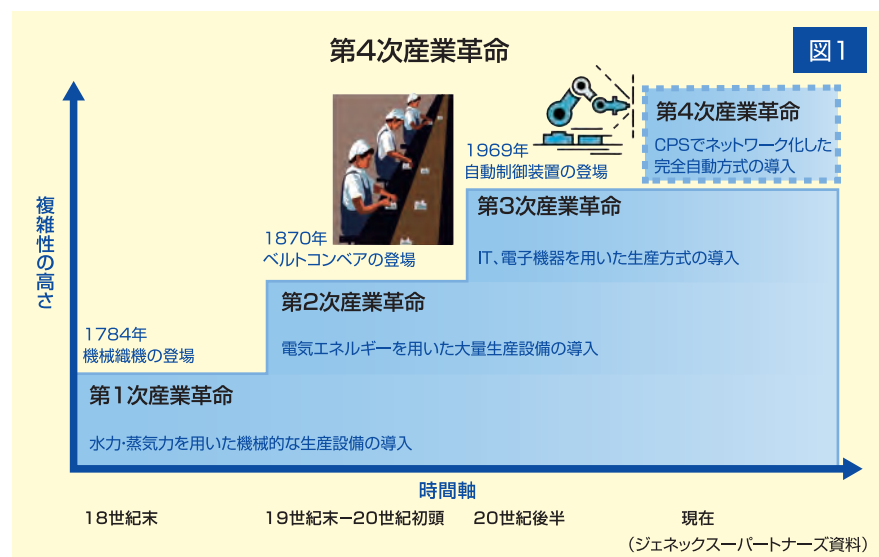 第4次産業革命
図1
第4次産業革命
CPSでネットワーク化した
完全自動方式の導入
1969年
自動制御装置の登場
第3次産業革命
IT、電子機器を用いた生産方式の導入
1870年
ベルトコンベアの登場
第2次産業革命
電気エネルギーを用いた大量生産設備の導入
1784年
機械織機の登場
第1次産業革命
水力・蒸気力を用いた機械的な生産設備の導入
複雑性の高さ
時間軸
18世紀末
19世紀末ー20世紀初頭
20世紀後半
現在
（ジェネックスーパートナーズ資料）